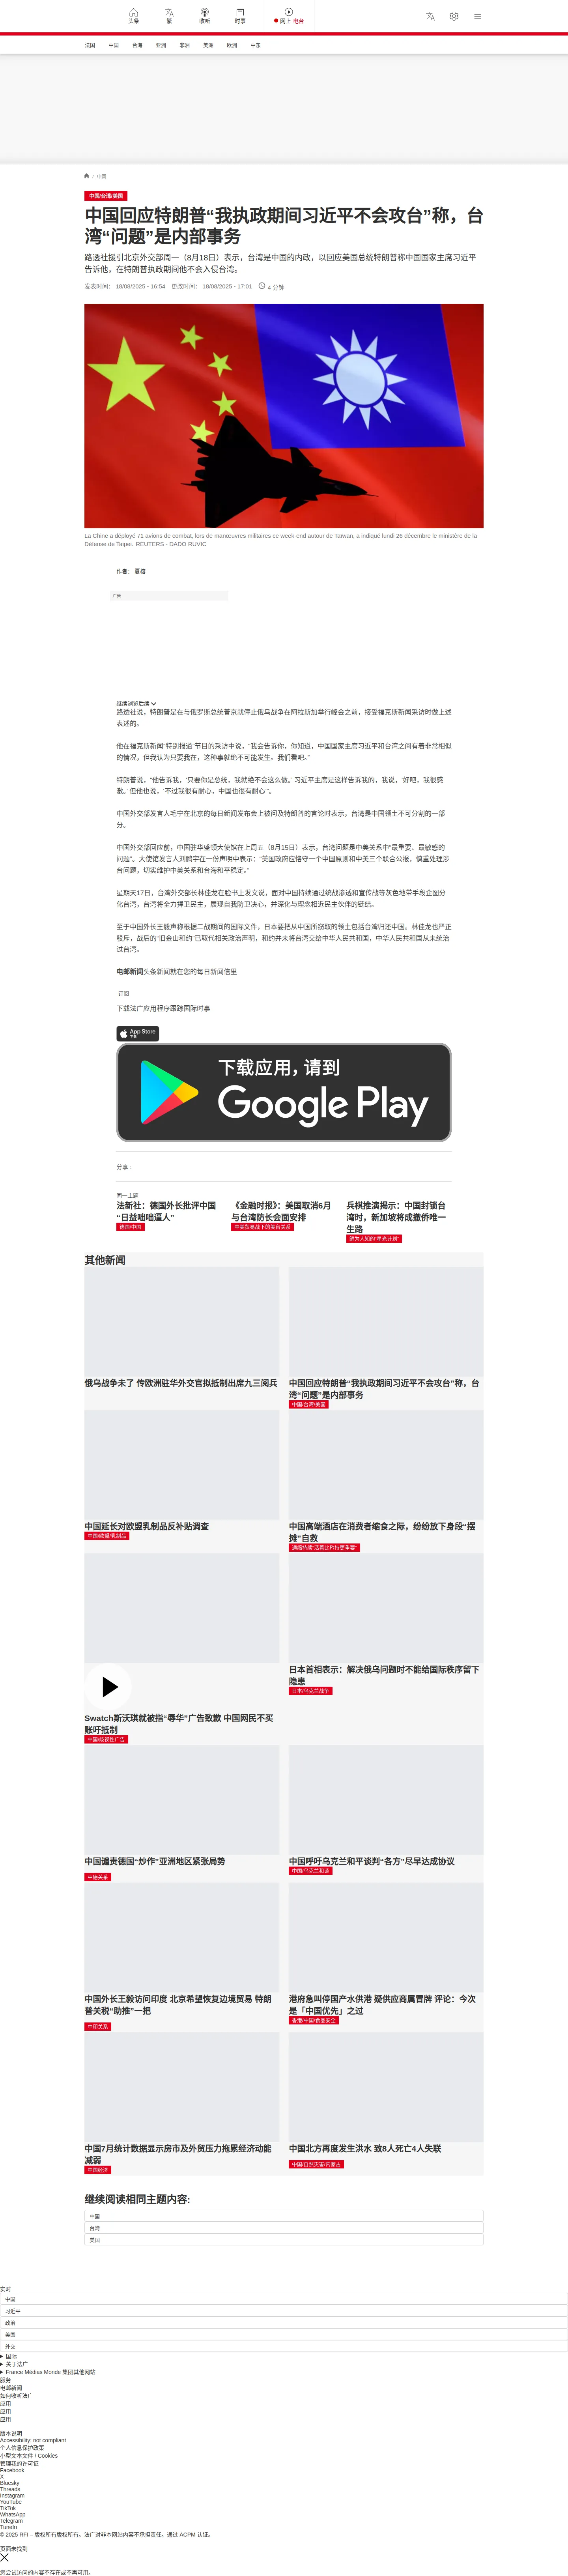 头条
繁
收听
时事
网上 电台
法国
中国
台海
亚洲
非洲
美洲
欧洲
中东
/ 中国
中国/台湾/美国
中国回应特朗普“我执政期间习近平不会攻台”称，台
湾“问题”是内部事务
路透社援引北京外交部周一（8月18日）表示，台湾是中国的内政，以回应美国总统特朗普称中国国家主席习近平
告诉他，在特朗普执政期间他不会入侵台湾。
发表时间： 18/08/2025 - 16:54 更改时间： 18/08/2025 - 17:01 4 分钟
La Chine a déployé 71 avions de combat, lors de manœuvres militaires ce week-end autour de Taïwan, a indiqué lundi 26 décembre le ministère de la
Défense de Taipei. REUTERS - DADO RUVIC
作者： 夏榕
广告
继续浏览后续
路透社说，特朗普是在与俄罗斯总统普京就停止俄乌战争在阿拉斯加举行峰会之前，接受福克斯新闻采访时做上述
表述的。
他在福克斯新闻“特别报道”节目的采访中说，“我会告诉你，你知道，中国国家主席习近平和台湾之间有着非常相似
的情况，但我认为只要我在，这种事就绝不可能发生。我们看吧。”
特朗普说，“他告诉我，‘只要你是总统，我就绝不会这么做。’ 习近平主席是这样告诉我的，我说，‘好吧，我很感
激。’ 但他也说，‘不过我很有耐心，中国也很有耐心’”。
中国外交部发言人毛宁在北京的每日新闻发布会上被问及特朗普的言论时表示，台湾是中国领土不可分割的一部
分。
中国外交部回应前，中国驻华盛顿大使馆在上周五（8月15日）表示，台湾问题是中美关系中“最重要、最敏感的
问题”。大使馆发言人刘鹏宇在一份声明中表示：“美国政府应恪守一个中国原则和中美三个联合公报，慎重处理涉
台问题，切实维护中美关系和台海和平稳定。”
星期天17日，台湾外交部长林佳龙在脸书上发文说，面对中国持续通过统战渗透和宣传战等灰色地带手段企图分
化台湾，台湾将全力捍卫民主，展现自我防卫决心，并深化与理念相近民主伙伴的链结。
至于中国外长王毅声称根据二战期间的国际文件，日本要把从中国所窃取的领土包括台湾归还中国。林佳龙也严正
驳斥，战后的“旧金山和约”已取代相关政治声明，和约并未将台湾交给中华人民共和国，中华人民共和国从未统治
过台湾。
电邮新闻头条新闻就在您的每日新闻信里
订阅
下载法广应用程序跟踪国际时事
App Store
下载
下载应用，请到
Google Play
分享 :
同一主题
法新社：德国外长批评中国
“日益咄咄逼人”
德国/中国
《金融时报》：美国取消6月
与台湾防长会面安排
中美贸易战下的美台关系
兵棋推演揭示：中国封锁台
湾时，新加坡将成撤侨唯一
生路
鲜为人知的“星光计划”
其他新闻
俄乌战争未了 传欧洲驻华外交官拟抵制出席九三阅兵
中国回应特朗普“我执政期间习近平不会攻台”称，台
湾“问题”是内部事务
中国/台湾/美国
中国延长对欧盟乳制品反补贴调查
中国/欧盟/乳制品
中国高端酒店在消费者缩食之际，纷纷放下身段“摆
摊”自救
通缩持续“活着比矜持更重要”
Swatch斯沃琪就被指“辱华”广告致歉 中国网民不买
账吁抵制
中国/歧视性广告
日本首相表示：解决俄乌问题时不能给国际秩序留下
隐患
日本/乌克兰战争
中国谴责德国“炒作”亚洲地区紧张局势
中德关系
中国呼吁乌克兰和平谈判“各方”尽早达成协议
中国/乌克兰和谈
中国外长王毅访问印度 北京希望恢复边境贸易 特朗
普关税“助推”一把
中印关系
港府急叫停国产水供港 疑供应商属冒牌 评论：今次
是「中国优先」之过
香港/中国/食品安全
中国7月统计数据显示房市及外贸压力拖累经济动能
减弱
中国经济
中国北方再度发生洪水 致8人死亡4人失联
中国/自然灾害/内蒙古
继续阅读相同主题内容:
中国
台湾
美国
实时
中国
习近平
政治
美国
外交
国际
关于法广
France Médias Monde 集团其他网站
服务
电邮新闻
如何收听法广
应用
应用
应用
版本说明
Accessibility: not compliant
个人信息保护政策
小型文本文件 / Cookies
管理我的许可证
Facebook
X
Bluesky
Threads
Instagram
YouTube
TikTok
WhatsApp
Telegram
TuneIn
© 2025 RFI – 版权所有版权所有。法广对非本网站内容不承担责任。通过 ACPM 认证。
页面未找到
您尝试访问的内容不存在或不再可用。